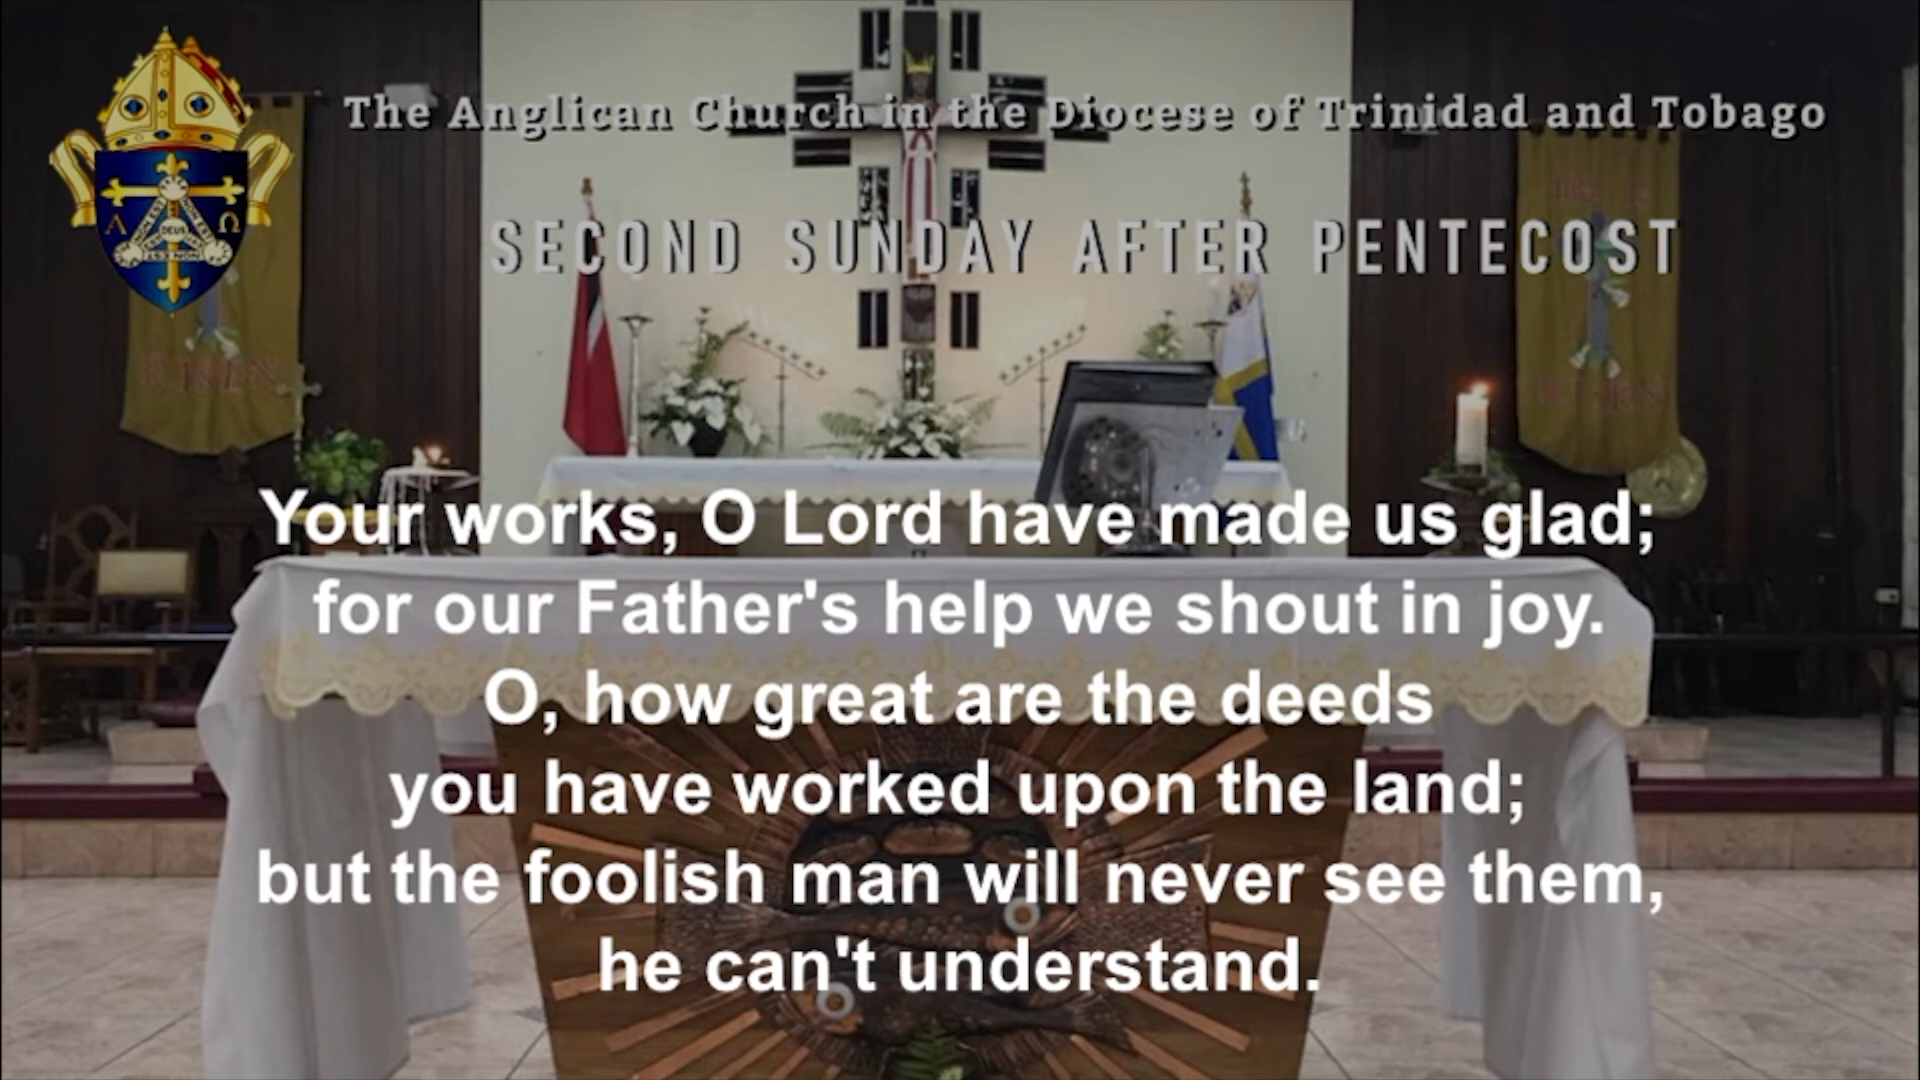 The Anglican Church in the Diocese of Trinidad and Tobago
SECOND SUNDAY AFTER PENTECOST
Α Ω
DEUS
Your works, O Lord have made us glad;
for our Father's help we shout in joy.
O, how great are the deeds
you have worked upon the land;
but the foolish man will never see them,
he can't understand.